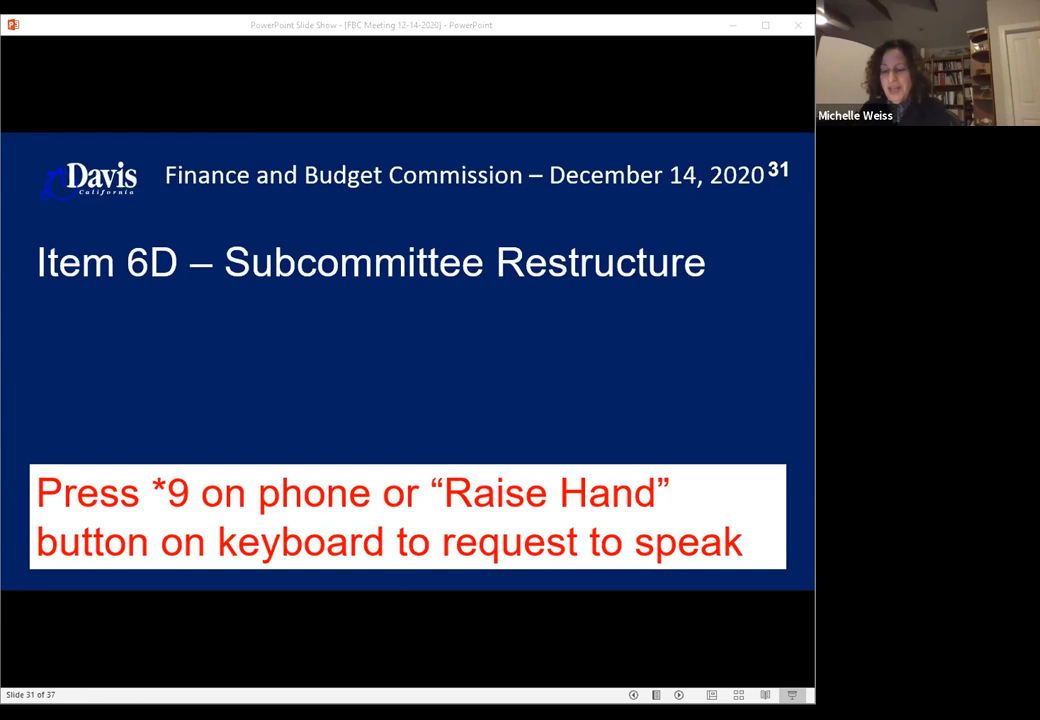 PowerPoint Slide Show - [FBC Meeting 12-14-2020] - PowerPoint
Michelle Weiss
Davis
California
Finance and Budget Commission – December 14, 2020 31
Item 6D – Subcommittee Restructure
Press *9 on phone or “Raise Hand”
button on keyboard to request to speak
Slide 31 of 37